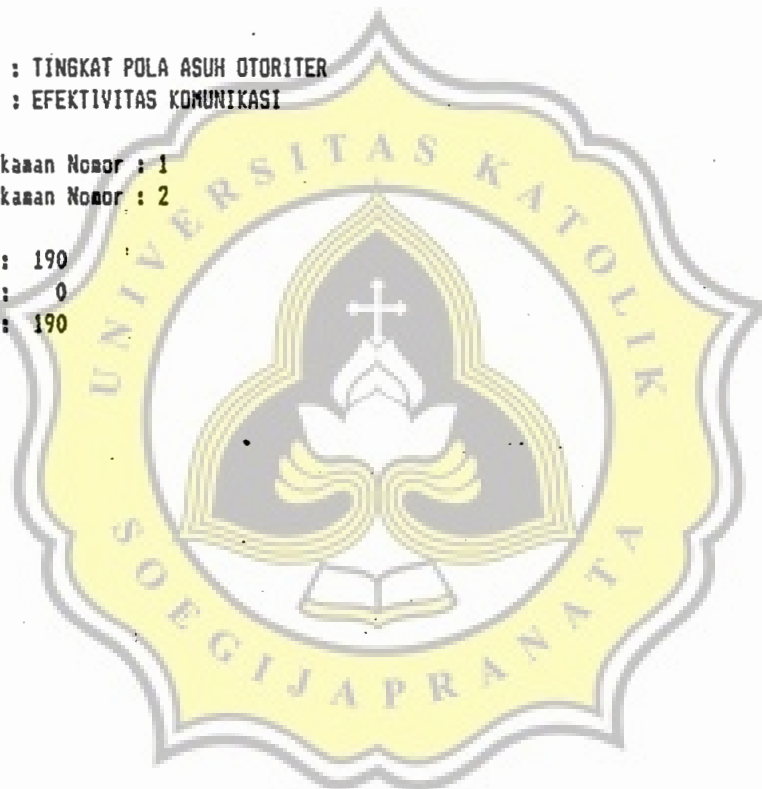 : TINGKAT POLA ASUH OTORITER
: EFEKTIVITAS KOMUNIKASI
kaman Nomor : 1
kaman Nomor : 2
: 190
: 0
: 190
UNIVERSITAS KATOLIK
SOEGIJAPRANATA